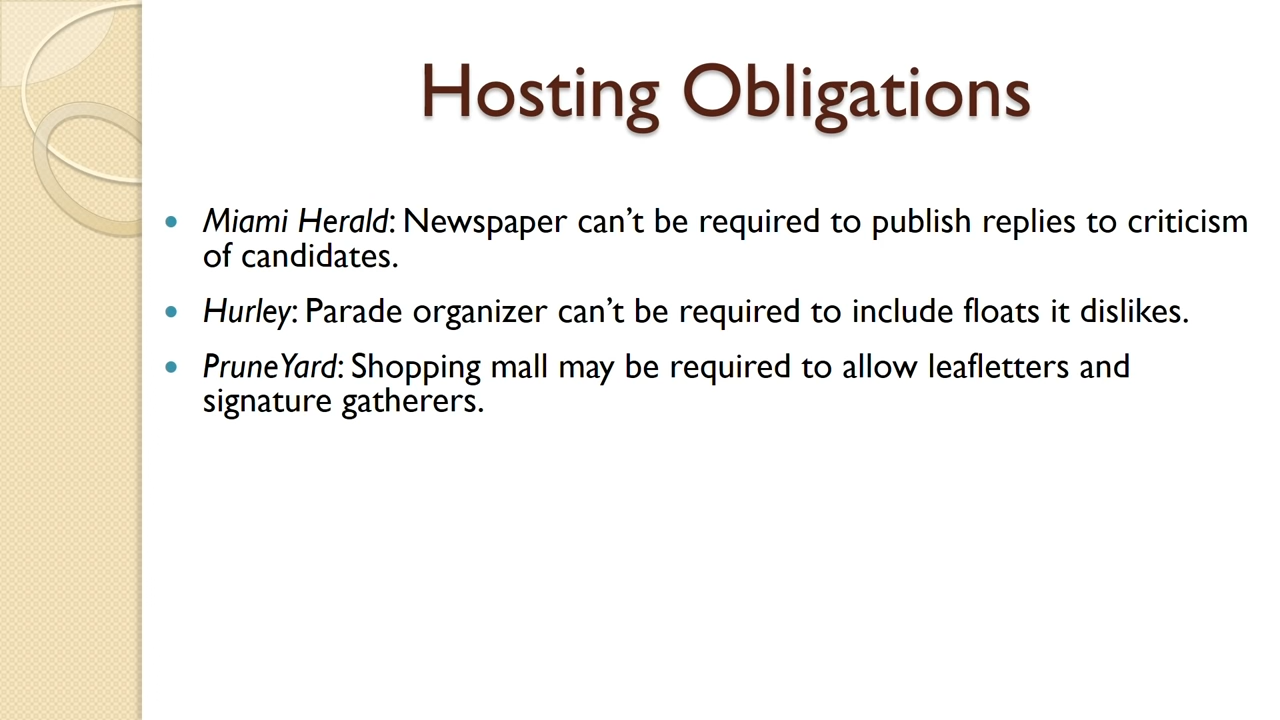 Hosting Obligations
• Miami Herald: Newspaper can’t be required to publish replies to criticism
of candidates.
• Hurley: Parade organizer can’t be required to include floats it dislikes.
• PruneYard: Shopping mall may be required to allow leafletters and
signature gatherers.